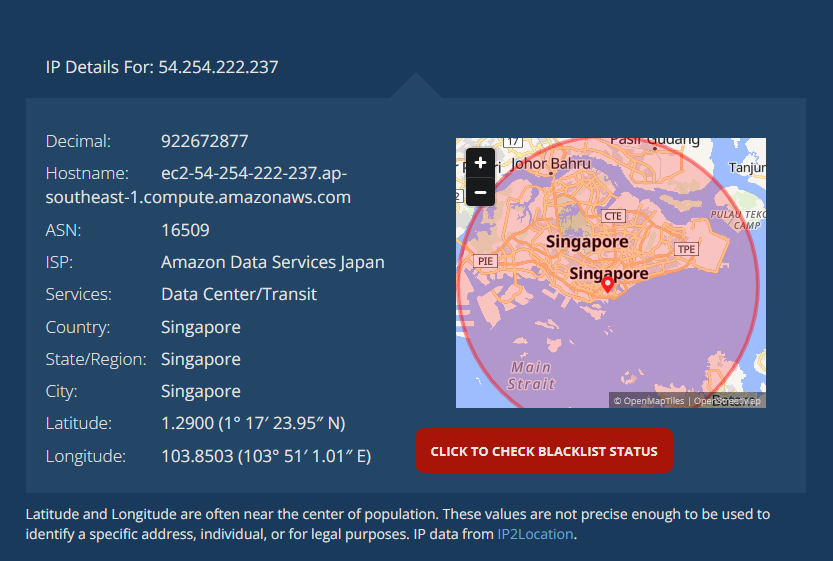 IP Details For: 54.254.222.237
Decimal: 922672877
Hostname: ec2-54-254-222-237.ap-
southeast-1.compute.amazonaws.com
ASN: 16509
ISP: Amazon Data Services Japan
Services: Data Center/Transit
Country: Singapore
State/Region: Singapore
City: Singapore
Latitude: 1.2900 (1° 17′ 23.95″ N)
Longitude: 103.8503 (103° 51′ 1.01″ E)
17
Pasir Gudang
+
Johor Bahru
Tanjun
−
2
CTE
PULAU TEKO
CAMP
Singapore
TPE
PIE
Singapore
Main
Strait
© OpenMapTiles | OpenStreetMap
CLICK TO CHECK BLACKLIST STATUS
Latitude and Longitude are often near the center of population. These values are not precise enough to be used to
identify a specific address, individual, or for legal purposes. IP data from IP2Location.